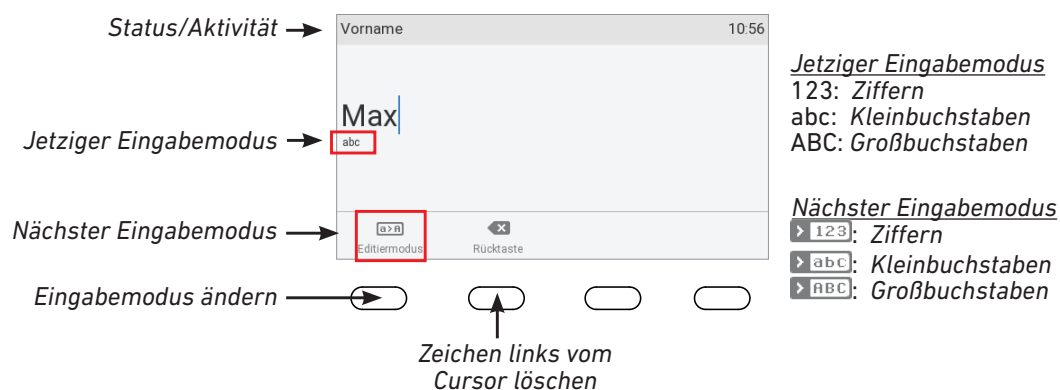 Status/Aktivität
Vorname 10:56
Max
Jetziger Eingabemodus
abc
Nächster Eingabemodus
a>A
Editiermodus
Rücktaste
Eingabemodus ändern
Zeichen links vom
Cursor löschen
Jetziger Eingabemodus
123: Ziffern
abc: Kleinbuchstaben
ABC: Großbuchstaben
Nächster Eingabemodus
> 123: Ziffern
> abc: Kleinbuchstaben
> ABC: Großbuchstaben